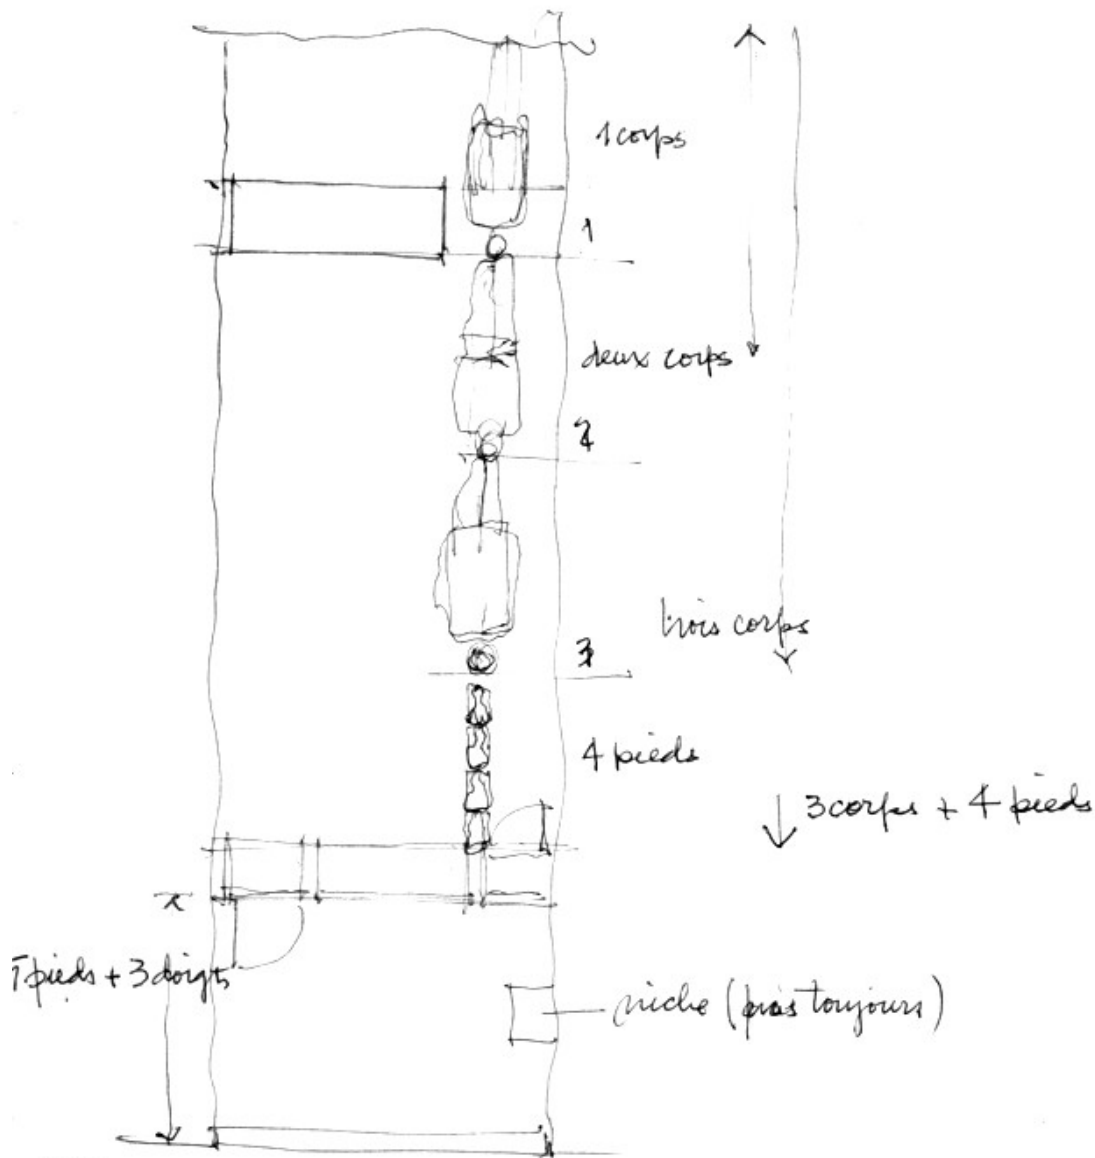 1 corps
1
deux corps
2
trois corps
3
4 pieds
3 corps + 4 pieds
pieds + 3 doigts
niche (pas toujours)